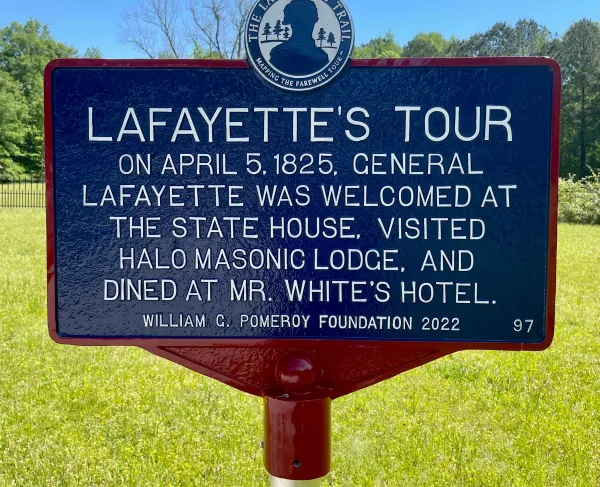 THE LA TRAIL
MAPPING THE FAREWELL TOUR
LAFAYETTE'S TOUR
ON APRIL 5, 1825, GENERAL
LAFAYETTE WAS WELCOMED AT
THE STATE HOUSE, VISITED
HALO MASONIC LODGE, AND
DINED AT MR. WHITE'S HOTEL.
WILLIAM G. POMEROY FOUNDATION 2022 97